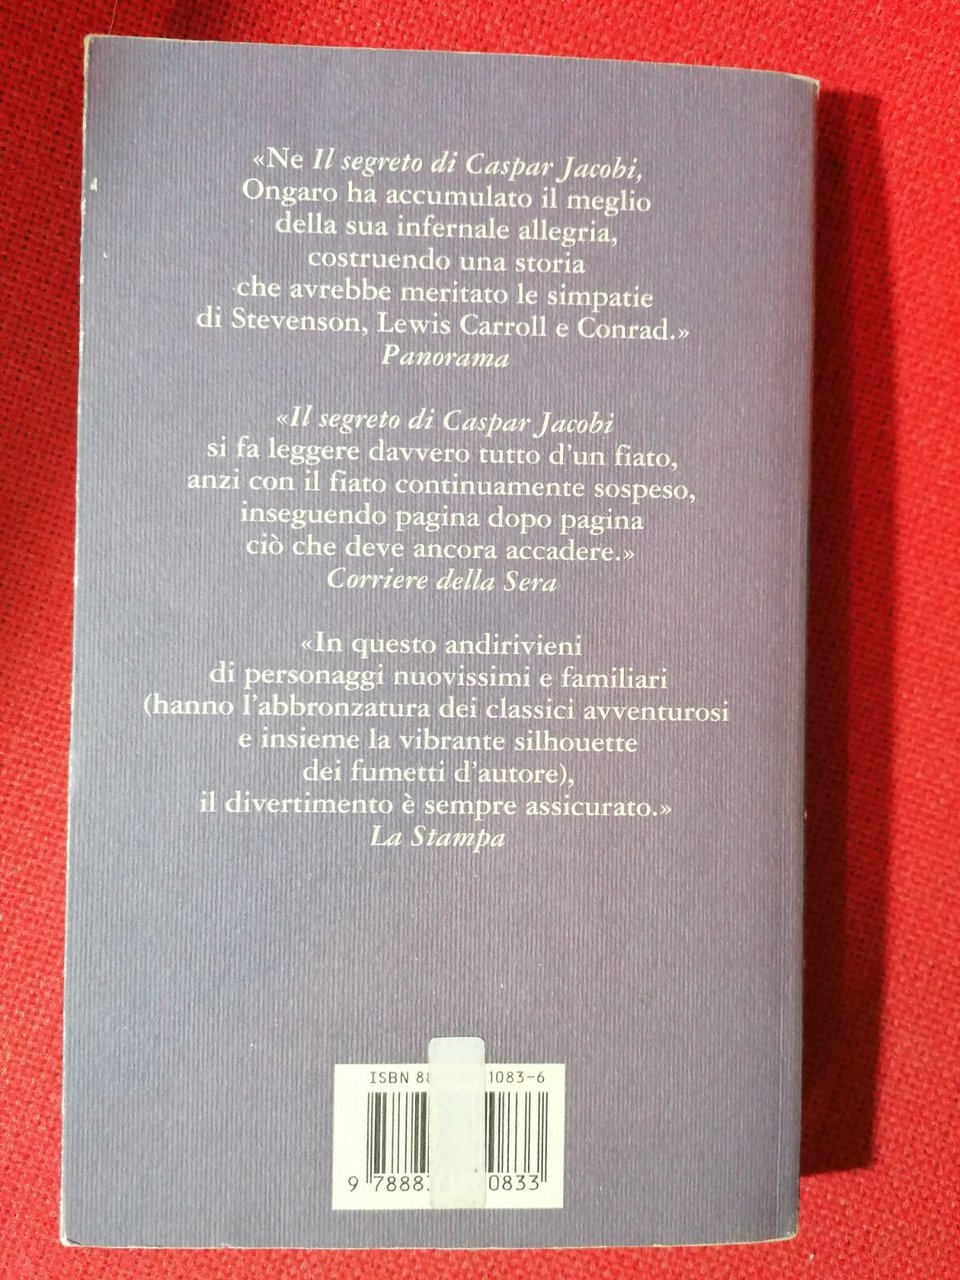 «Ne Il segreto di Caspar Jacobi,
Ongaro ha accumulato il meglio
della sua infernale allegria,
costruendo una storia
che avrebbe meritato le simpatie
di Stevenson, Lewis Carroll e Conrad.»
Panorama
«Il segreto di Caspar Jacobi
si fa leggere davvero tutto d'un fiato,
anzi con il fiato continuamente sospeso,
inseguendo pagina dopo pagina
ciò che deve ancora accadere.»
Corriere della Sera
«In questo andirivieni
di personaggi nuovissimi e familiari
(hanno l'abbronzatura dei classici avventurosi
e insieme la vibrante silhouette
dei fumetti d'autore),
il divertimento è sempre assicurato.»
La Stampa
ISBN 88 1083-6
9 7888 0833